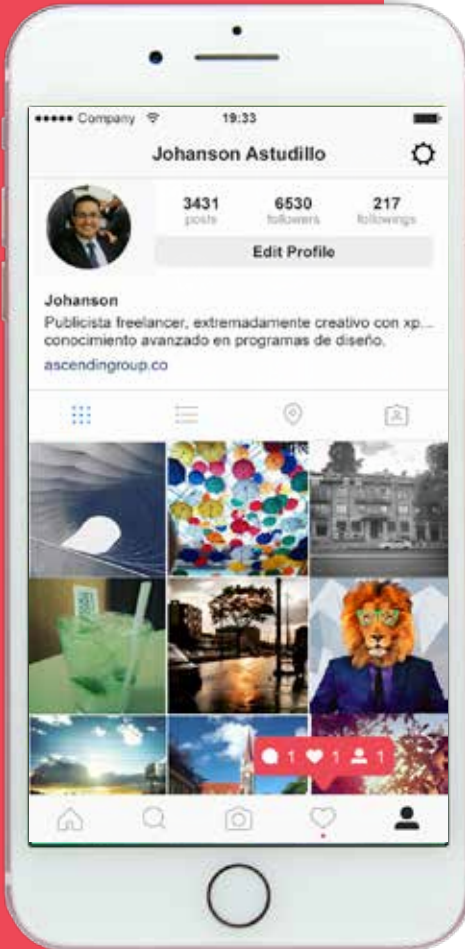 Company 19:33
Johanson Astudillo
3431 6530 217
posts followers followings
Edit Profile
Johanson
Publicista freelancer, extremadamente creativo con xp...
conocimiento avanzado en programas de diseño.
ascendingroup.co
1 1 1